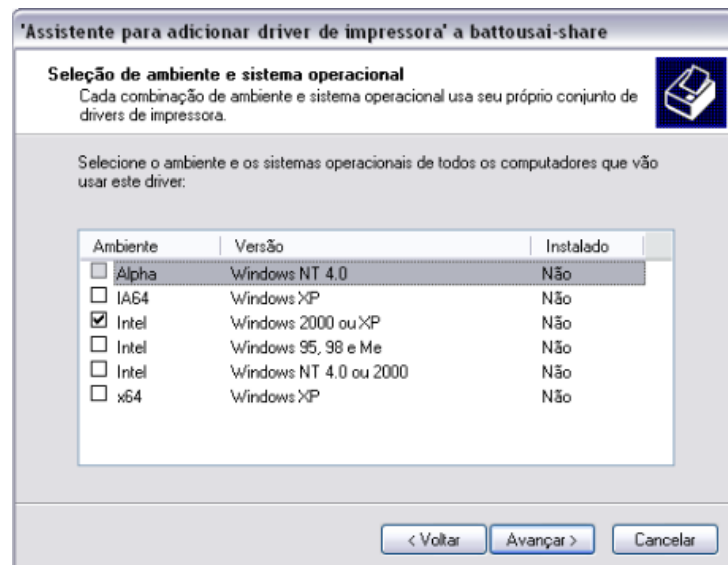 'Assistente para adicionar driver de impressora' a battousai-share
Seleção de ambiente e sistema operacional
Cada combinação de ambiente e sistema operacional usa seu próprio conjunto de
drivers de impressora.
Selecione o ambiente e os sistemas operacionais de todos os computadores que vão
usar este driver:
Ambiente Versão Instalado
Alpha Windows NT 4.0 Não
IA64 Windows XP Não
Intel Windows 2000 ou XP Não
Intel Windows 95, 98 e Me Não
Intel Windows NT 4.0 ou 2000 Não
x64 Windows XP Não
< Voltar Avançar > Cancelar